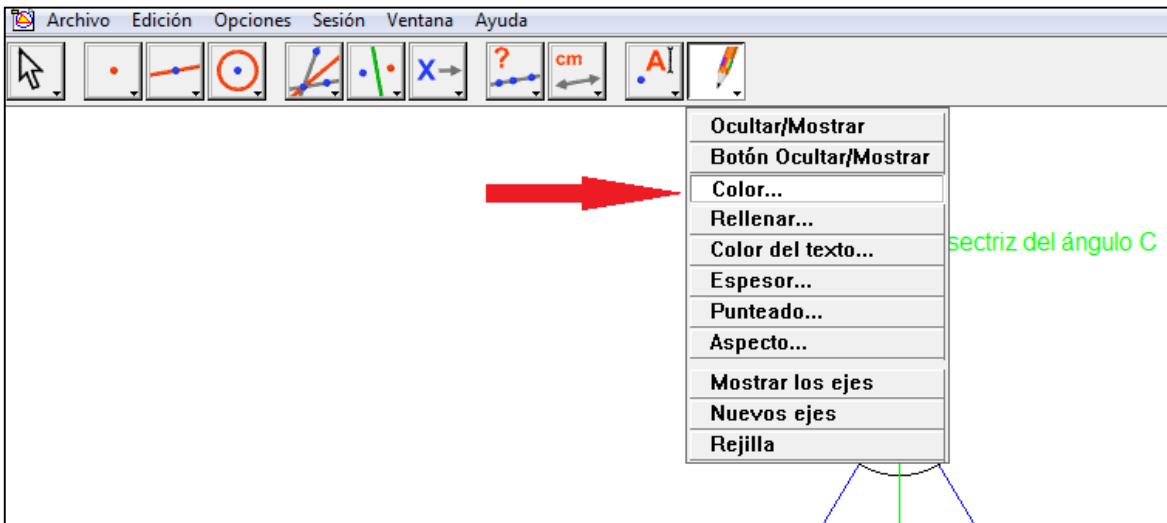 Archivo Edición Opciones Sesión Ventana Ayuda
X
?
cm
A
Ocultar/Mostrar
Botón Ocultar/Mostrar
Color...
Rellenar...
Color del texto...
Espesor...
Punteado...
Aspecto...
Mostrar los ejes
Nuevos ejes
Rejilla
sectriz del ángulo C